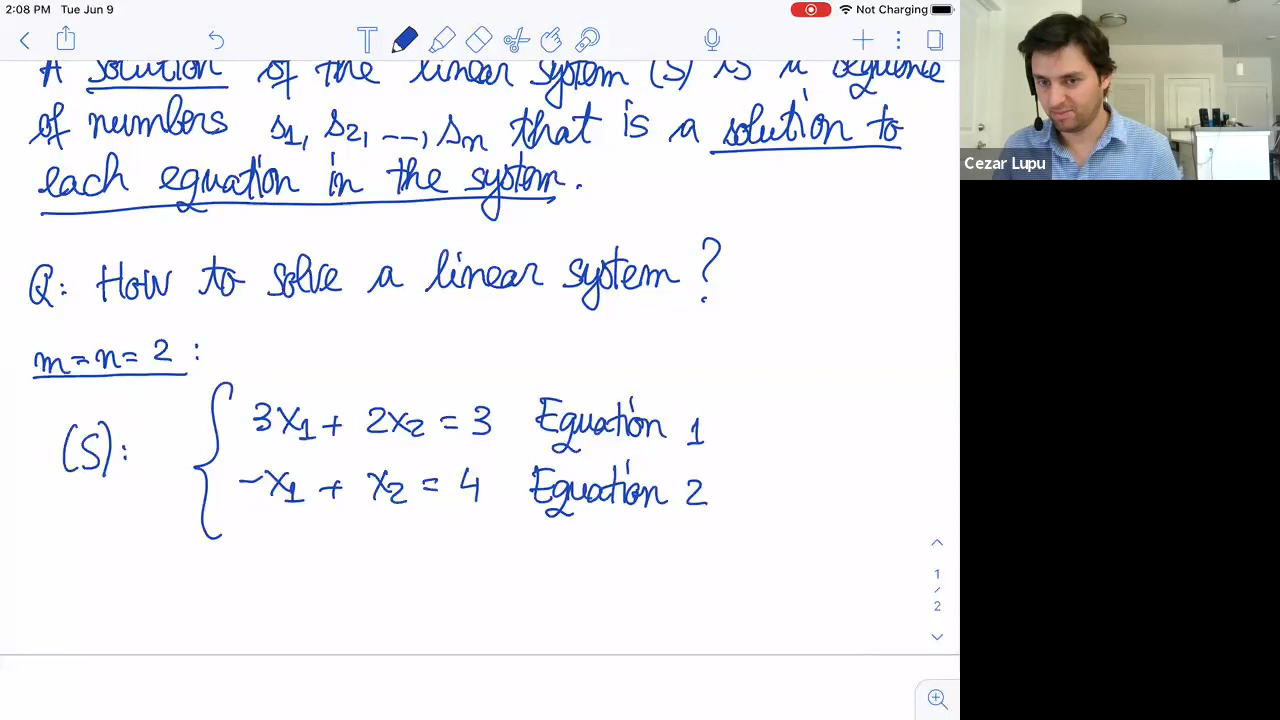 2:08 PM Tue Jun 9
Not Charging
A solution of the linear system (S) is a sequence
of numbers s1, s2, ..., sn that is a solution to
each equation in the system.
Q: How to solve a linear system?
m=n=2:
(S):
3x1 + 2x2 = 3 Equation 1
-x1 + x2 = 4 Equation 2
1
/
2
Cezar Lupu